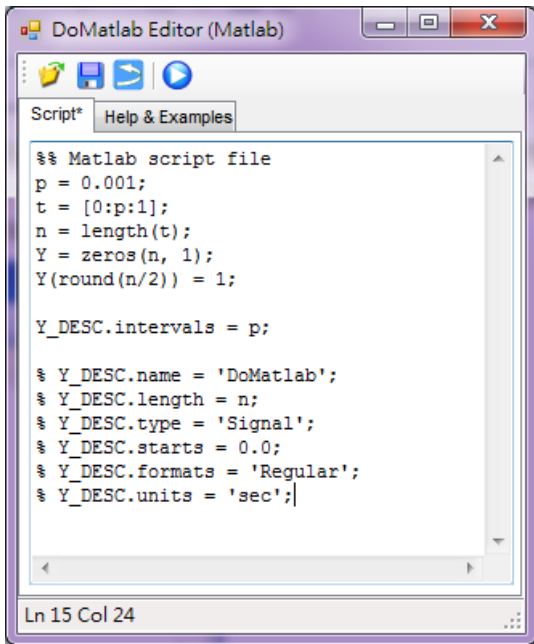 DoMatlab Editor (Matlab)
Script* Help & Examples
%% Matlab script file
p = 0.001;
t = [0:p:1];
n = length(t);
Y = zeros(n, 1);
Y(round(n/2)) = 1;
Y_DESC.intervals = p;
% Y_DESC.name = 'DoMatlab';
% Y_DESC.length = n;
% Y_DESC.type = 'Signal';
% Y_DESC.starts = 0.0;
% Y_DESC.formats = 'Regular';
% Y_DESC.units = 'sec';
Ln 15 Col 24